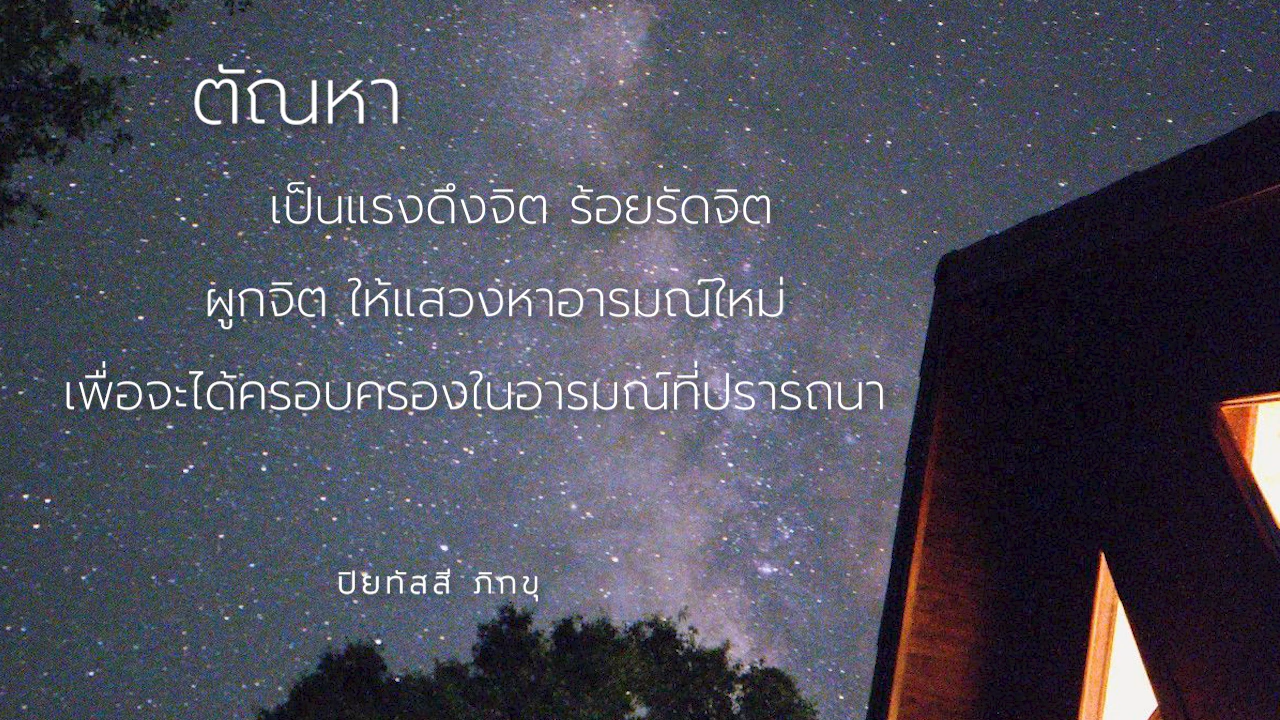 ตัณหา
เป็นแรงดึงจิต ร้อยรัดจิต
ผูกจิต ให้แสวงหาอารมณ์ใหม่
เพื่อจะได้ครอบครองในอารมณ์ที่ปรารถนา
ปิยทัสสี ภิกขุ